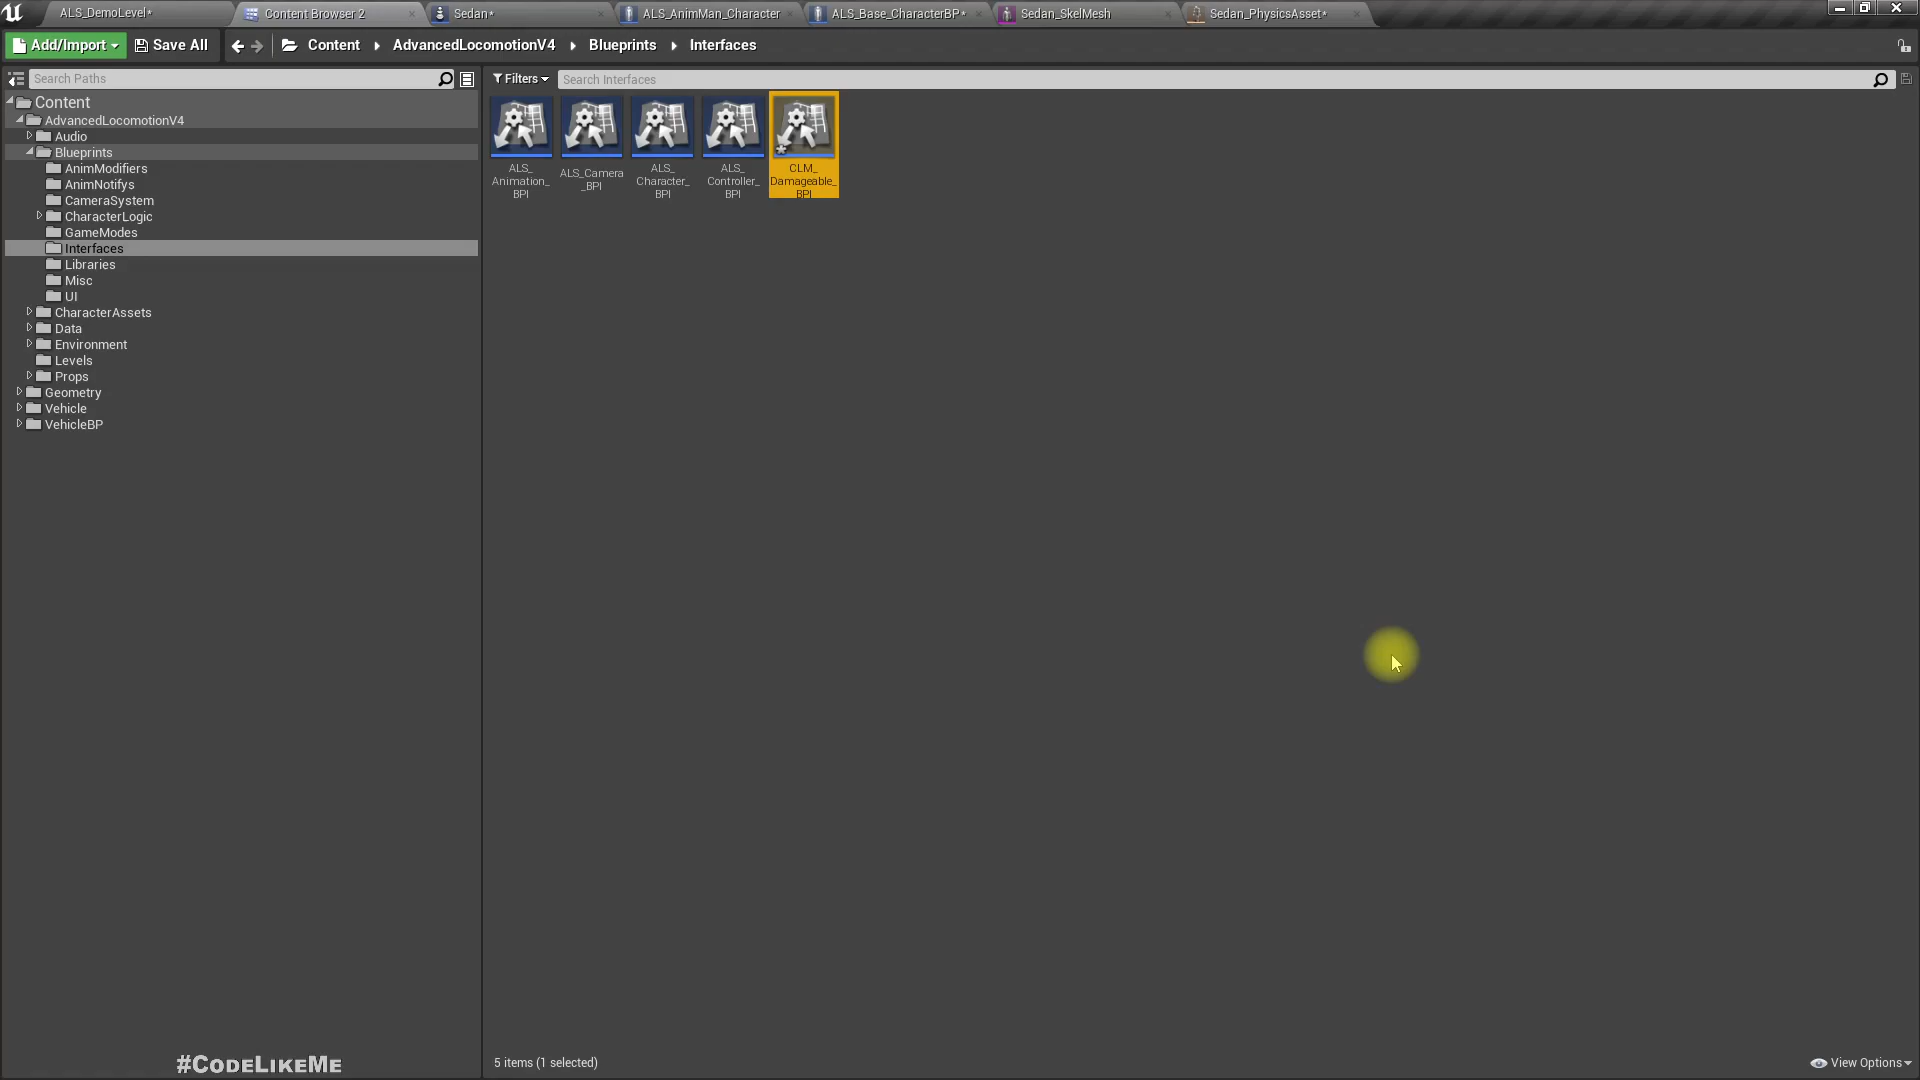 ALS_DemoLevel*
Content Browser 2
Sedan*
ALS_AnimMan_Character
ALS_Base_CharacterBP*
Sedan_SkelMesh
Sedan_PhysicsAsset*
Add/Import
Save All
Content
AdvancedLocomotionV4
Blueprints
Interfaces
Search Paths
Filters
Search Interfaces
Content
AdvancedLocomotionV4
Audio
Blueprints
AnimModifiers
AnimNotifys
CameraSystem
CharacterLogic
GameModes
Interfaces
Libraries
Misc
UI
CharacterAssets
Data
Environment
Levels
Props
Geometry
Vehicle
VehicleBP
ALS_
Animation_
BPI
ALS_Camera
_BPI
ALS_
Character_
BPI
ALS_
Controller_
BPI
CLM_
Damageable_
BPI
5 items (1 selected)
View Options
#CodeLikeMe